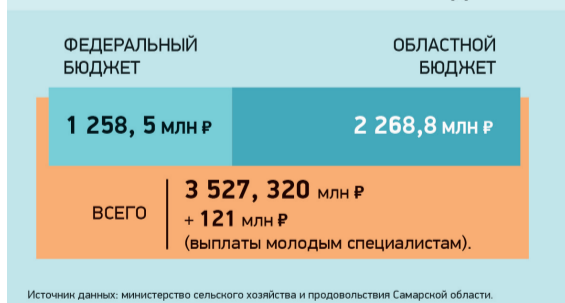 ФЕДЕРАЛЬНЫЙ
БЮДЖЕТ
ОБЛАСТНОЙ
БЮДЖЕТ
1 258, 5 МЛН ₽
2 268,8 МЛН ₽
ВСЕГО
3 527, 320 млн ₽
+ 121 млн ₽
(выплаты молодым специалистам).
Источник данных: министерство сельского хозяйства и продовольствия Самарской области.